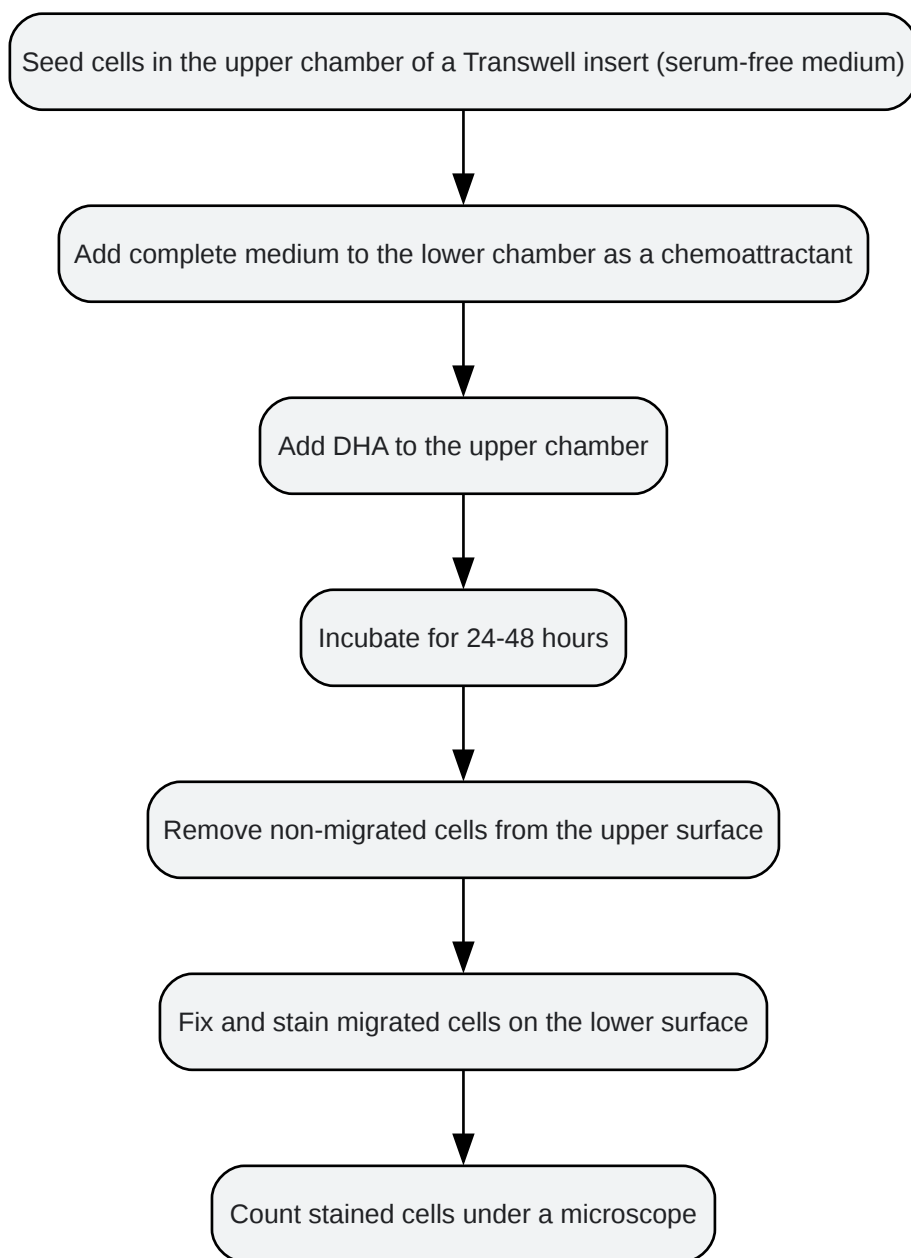 Seed cells in the upper chamber of a Transwell insert (serum-free medium)
Add complete medium to the lower chamber as a chemoattractant
Add DHA to the upper chamber
Incubate for 24-48 hours
Remove non-migrated cells from the upper surface
Fix and stain migrated cells on the lower surface
Count stained cells under a microscope